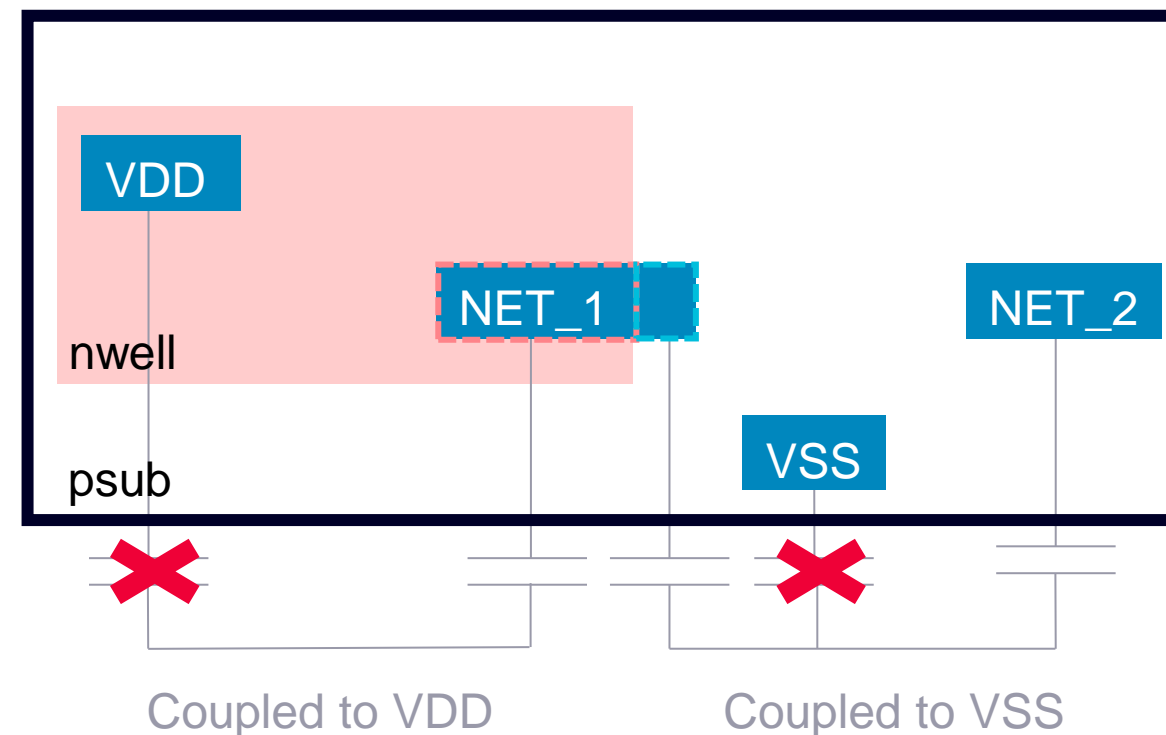 VDD
NET_1
NET_2
nwell
VSS
psub
Coupled to VDD
Coupled to VSS